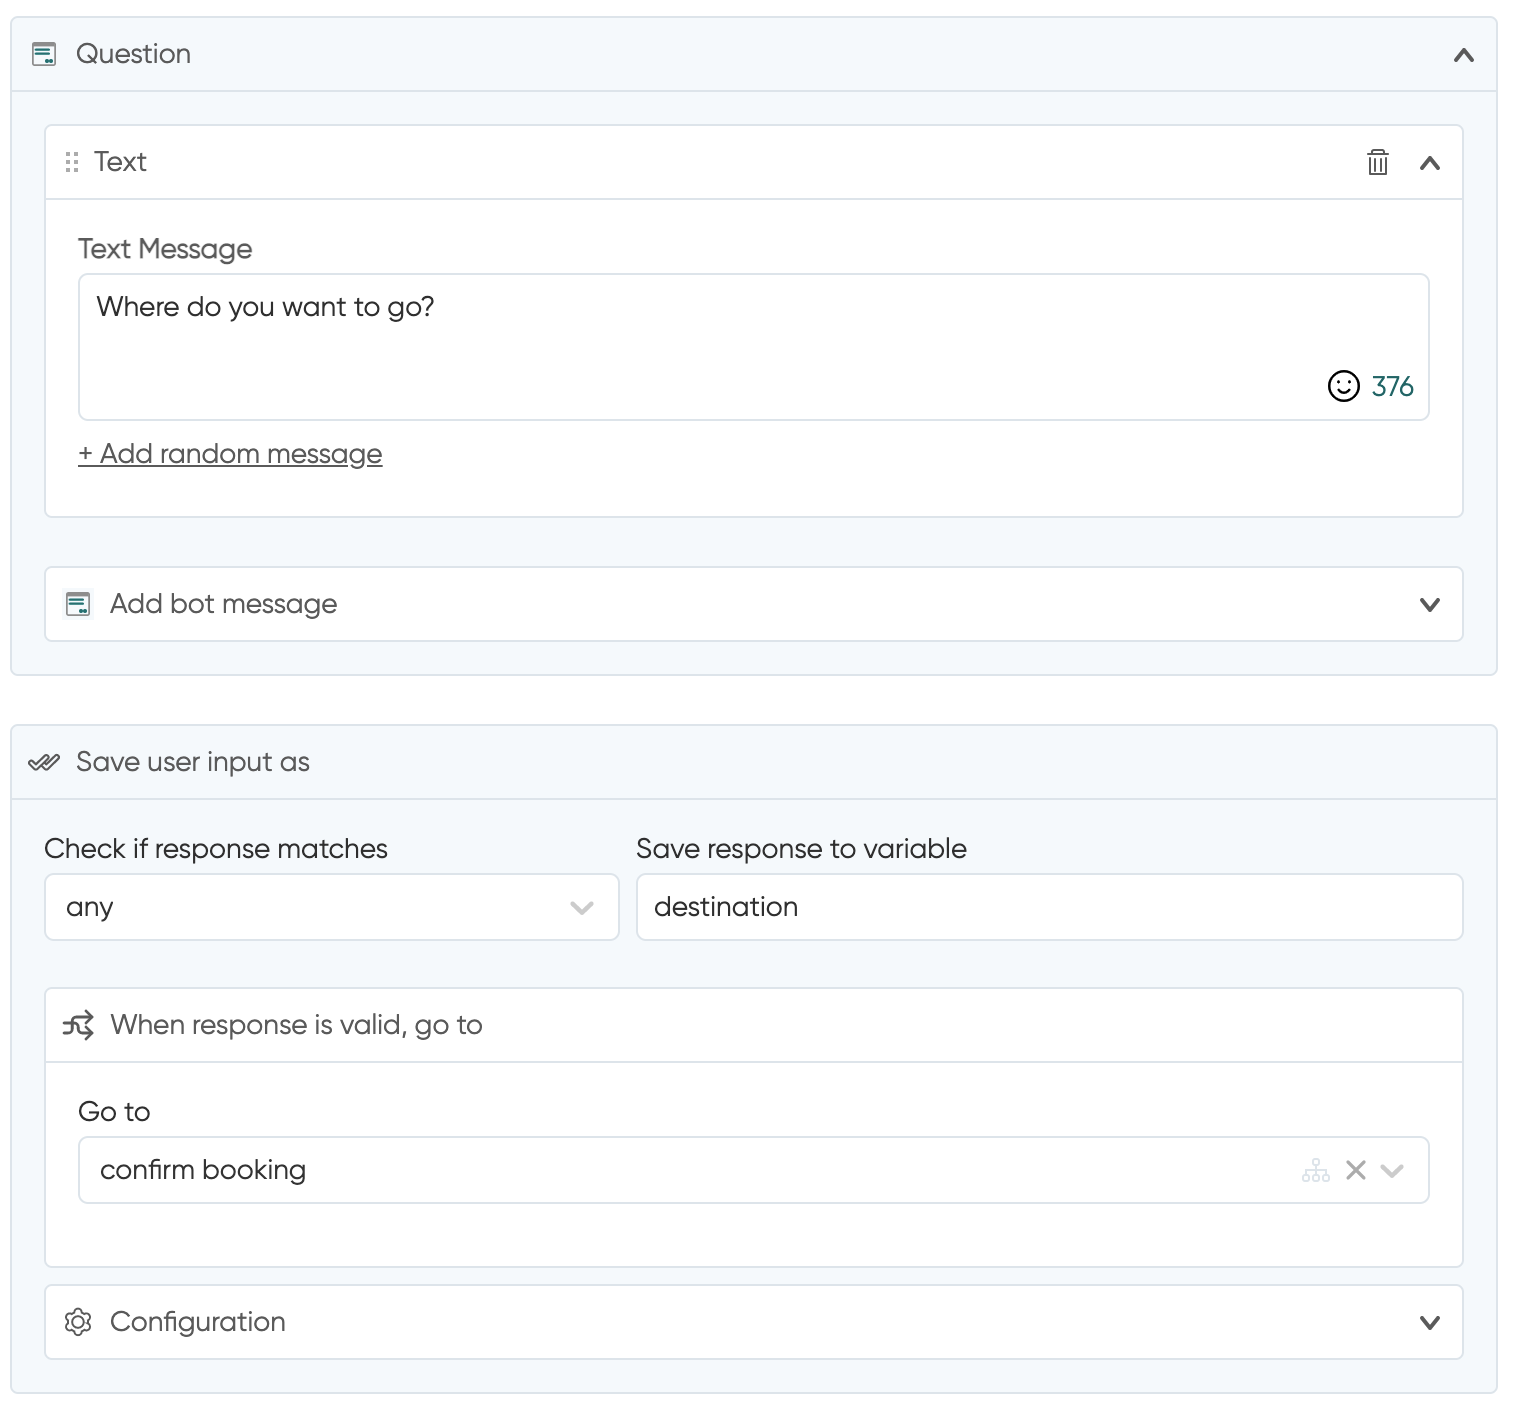 Question
Text
Text Message
Where do you want to go?
376
+ Add random message
Add bot message
Save user input as
Check if response matches
Save response to variable
any
destination
When response is valid, go to
Go to
confirm booking
Configuration